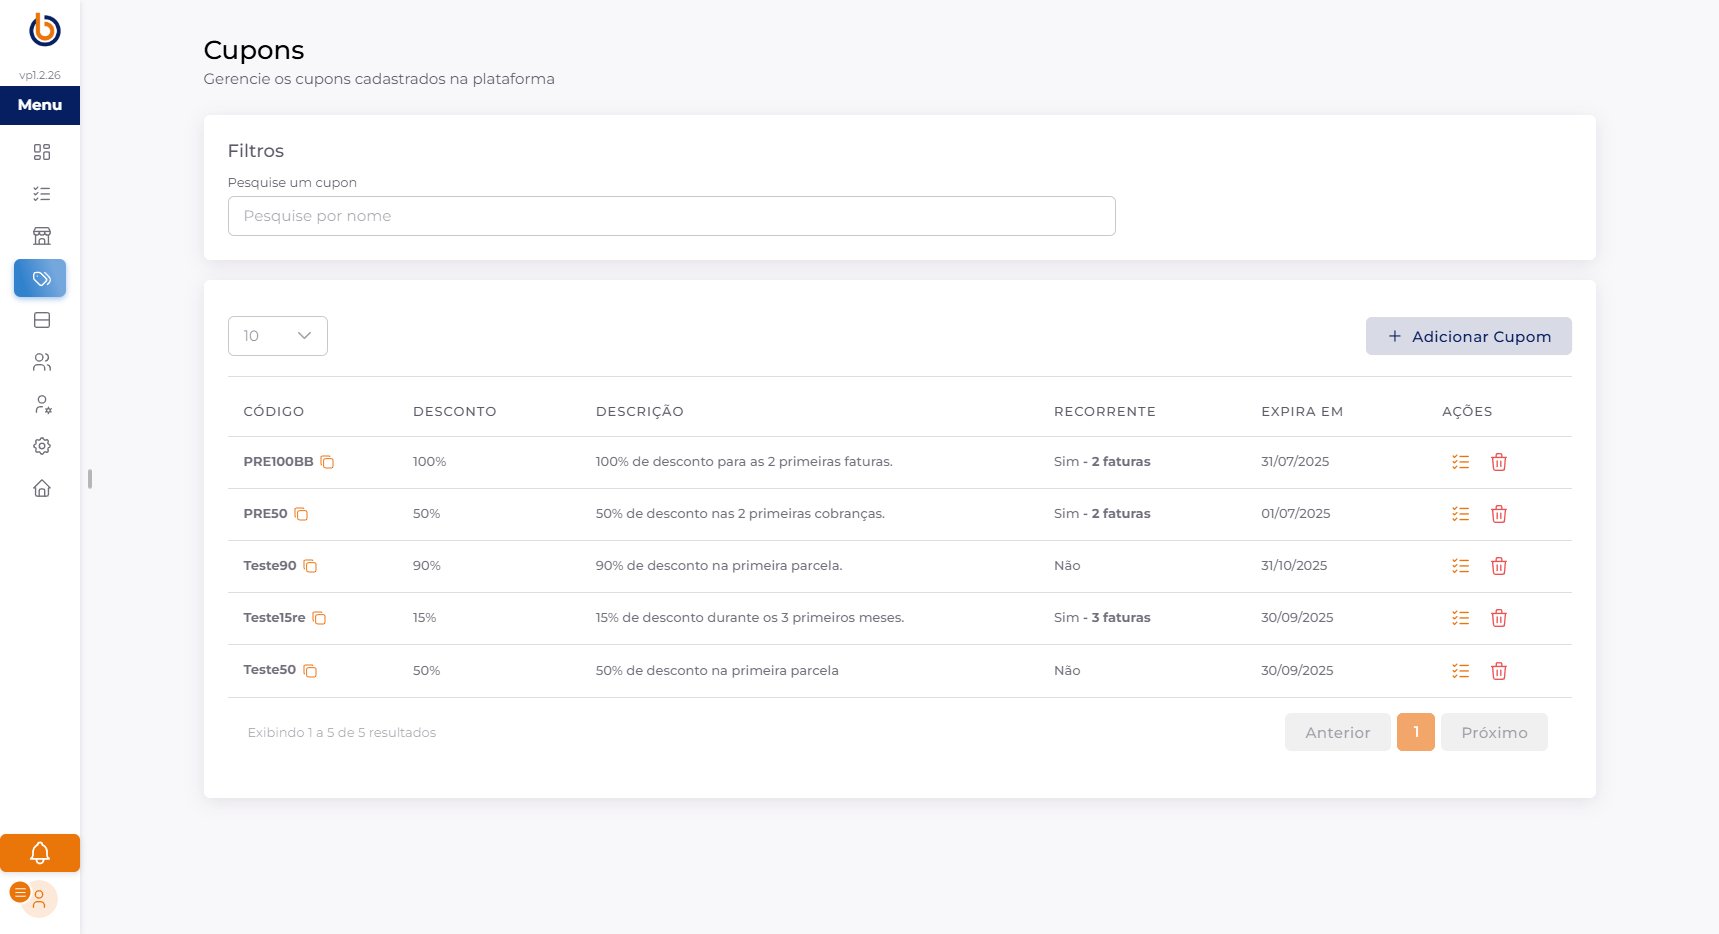 vp1.2.26
Menu
Cupons
Gerencie os cupons cadastrados na plataforma
Filtros
Pesquise um cupon
Pesquise por nome
10
Adicionar Cupom
CÓDIGO DESCONTO DESCRIÇÃO RECORRENTE EXPIRA EM AÇÕES
PRE100BB 100% 100% de desconto para as 2 primeiras faturas. Sim - 2 faturas 31/07/2025
PRE50 50% 50% de desconto nas 2 primeiras cobranças. Sim - 2 faturas 01/07/2025
Teste90 90% 90% de desconto na primeira parcela. Não 31/10/2025
Teste15re 15% 15% de desconto durante os 3 primeiros meses. Sim - 3 faturas 30/09/2025
Teste50 50% 50% de desconto na primeira parcela Não 30/09/2025
Exibindo 1 a 5 de 5 resultados
Anterior 1 Próximo